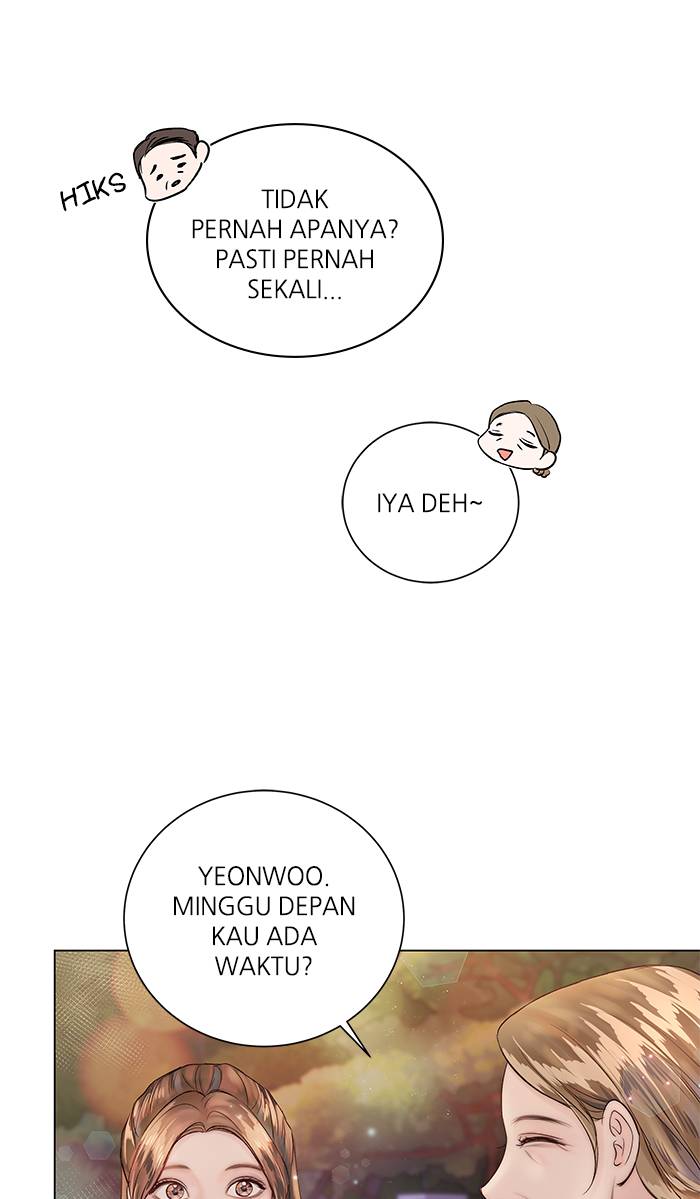 HIKS
TIDAK
PERNAH APANYA?
PASTI PERNAH
SEKALI...
IYA DEH~
YEONWOO.
MINGGU DEPAN
KAU ADA
WAKTU?